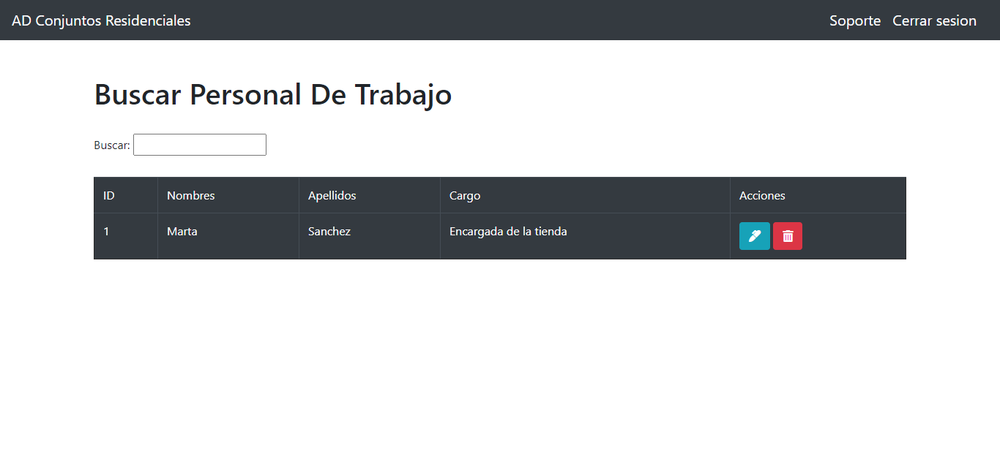 AD Conjuntos Residenciales Soporte Cerrar sesion
Buscar Personal De Trabajo
Buscar:
ID Nombres Apellidos Cargo Acciones
1 Marta Sanchez Encargada de la tienda